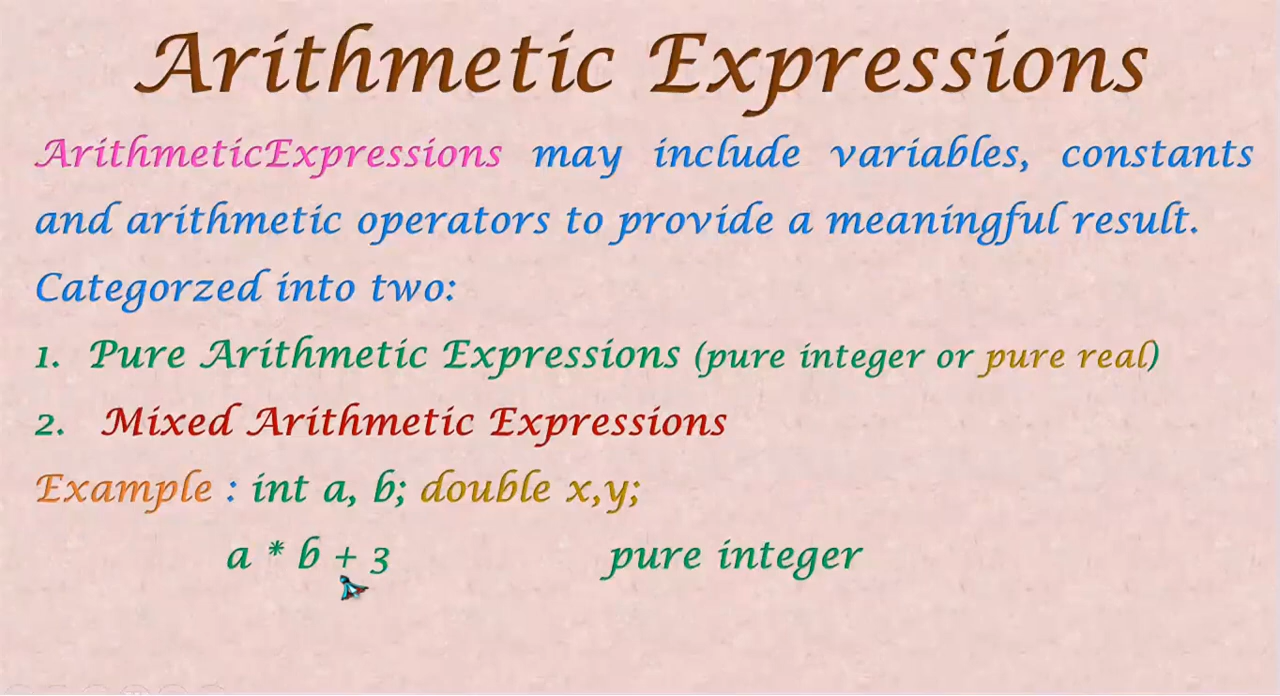 Arithmetic Expressions
ArithmeticExpressions may include variables, constants
and arithmetic operators to provide a meaningful result.
Categorzed into two:
1. Pure Arithmetic Expressions (pure integer or pure real)
2. Mixed Arithmetic Expressions
Example : int a, b; double x,y;
a * b + 3 pure integer